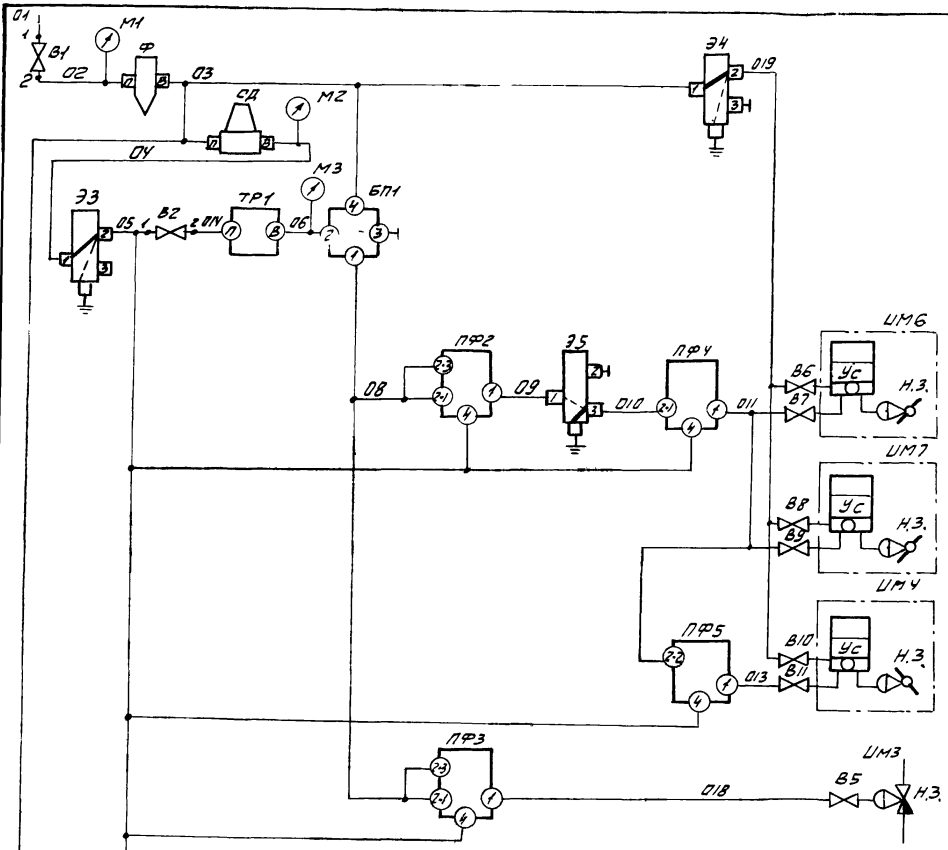 01
1
В1
2
02
М1
Ф
П
В
03
СД
П
В
М2
04
Э4
1
2
3
019
Э3
1
2
3
05
1
В2
2
014
ТР1
П
В
06
М3
БП1
4
2
3
1
08
ПФ2
2-3
2-1
1
4
09
Э5
1
2
3
010
ПФ4
2-1
1
4
011
В6
В7
ИМ6
УС
Н.З.
В8
В9
ИМ7
УС
Н.З.
ПФ5
2-2
1
4
013
В10
В11
ИМ4
УС
Н.З.
ПФ3
2-3
2-1
1
4
018
В5
ИМ3
Н.З.